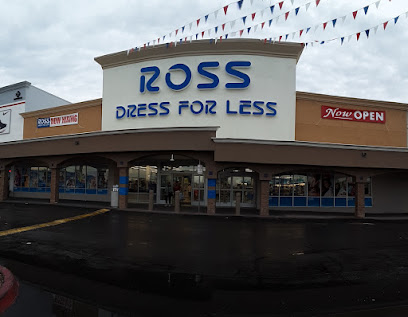 ROSS
DRESS FOR LESS
Now OPEN
ROSS
NOW HIRING